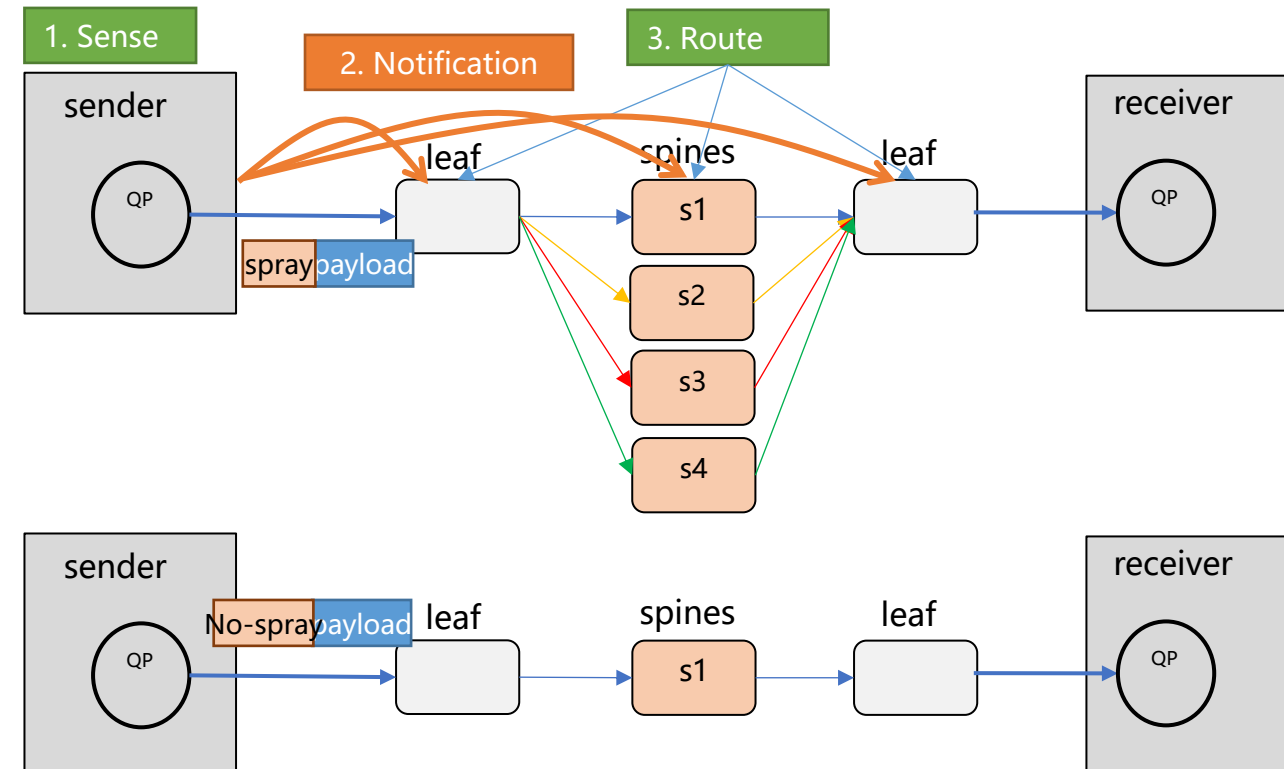 1. Sense
2. Notification
3. Route
sender
receiver
leaf
spines
leaf
QP
s1
QP
spray
payload
s2
s3
s4
sender
receiver
No-spray
payload
leaf
spines
leaf
QP
s1
QP